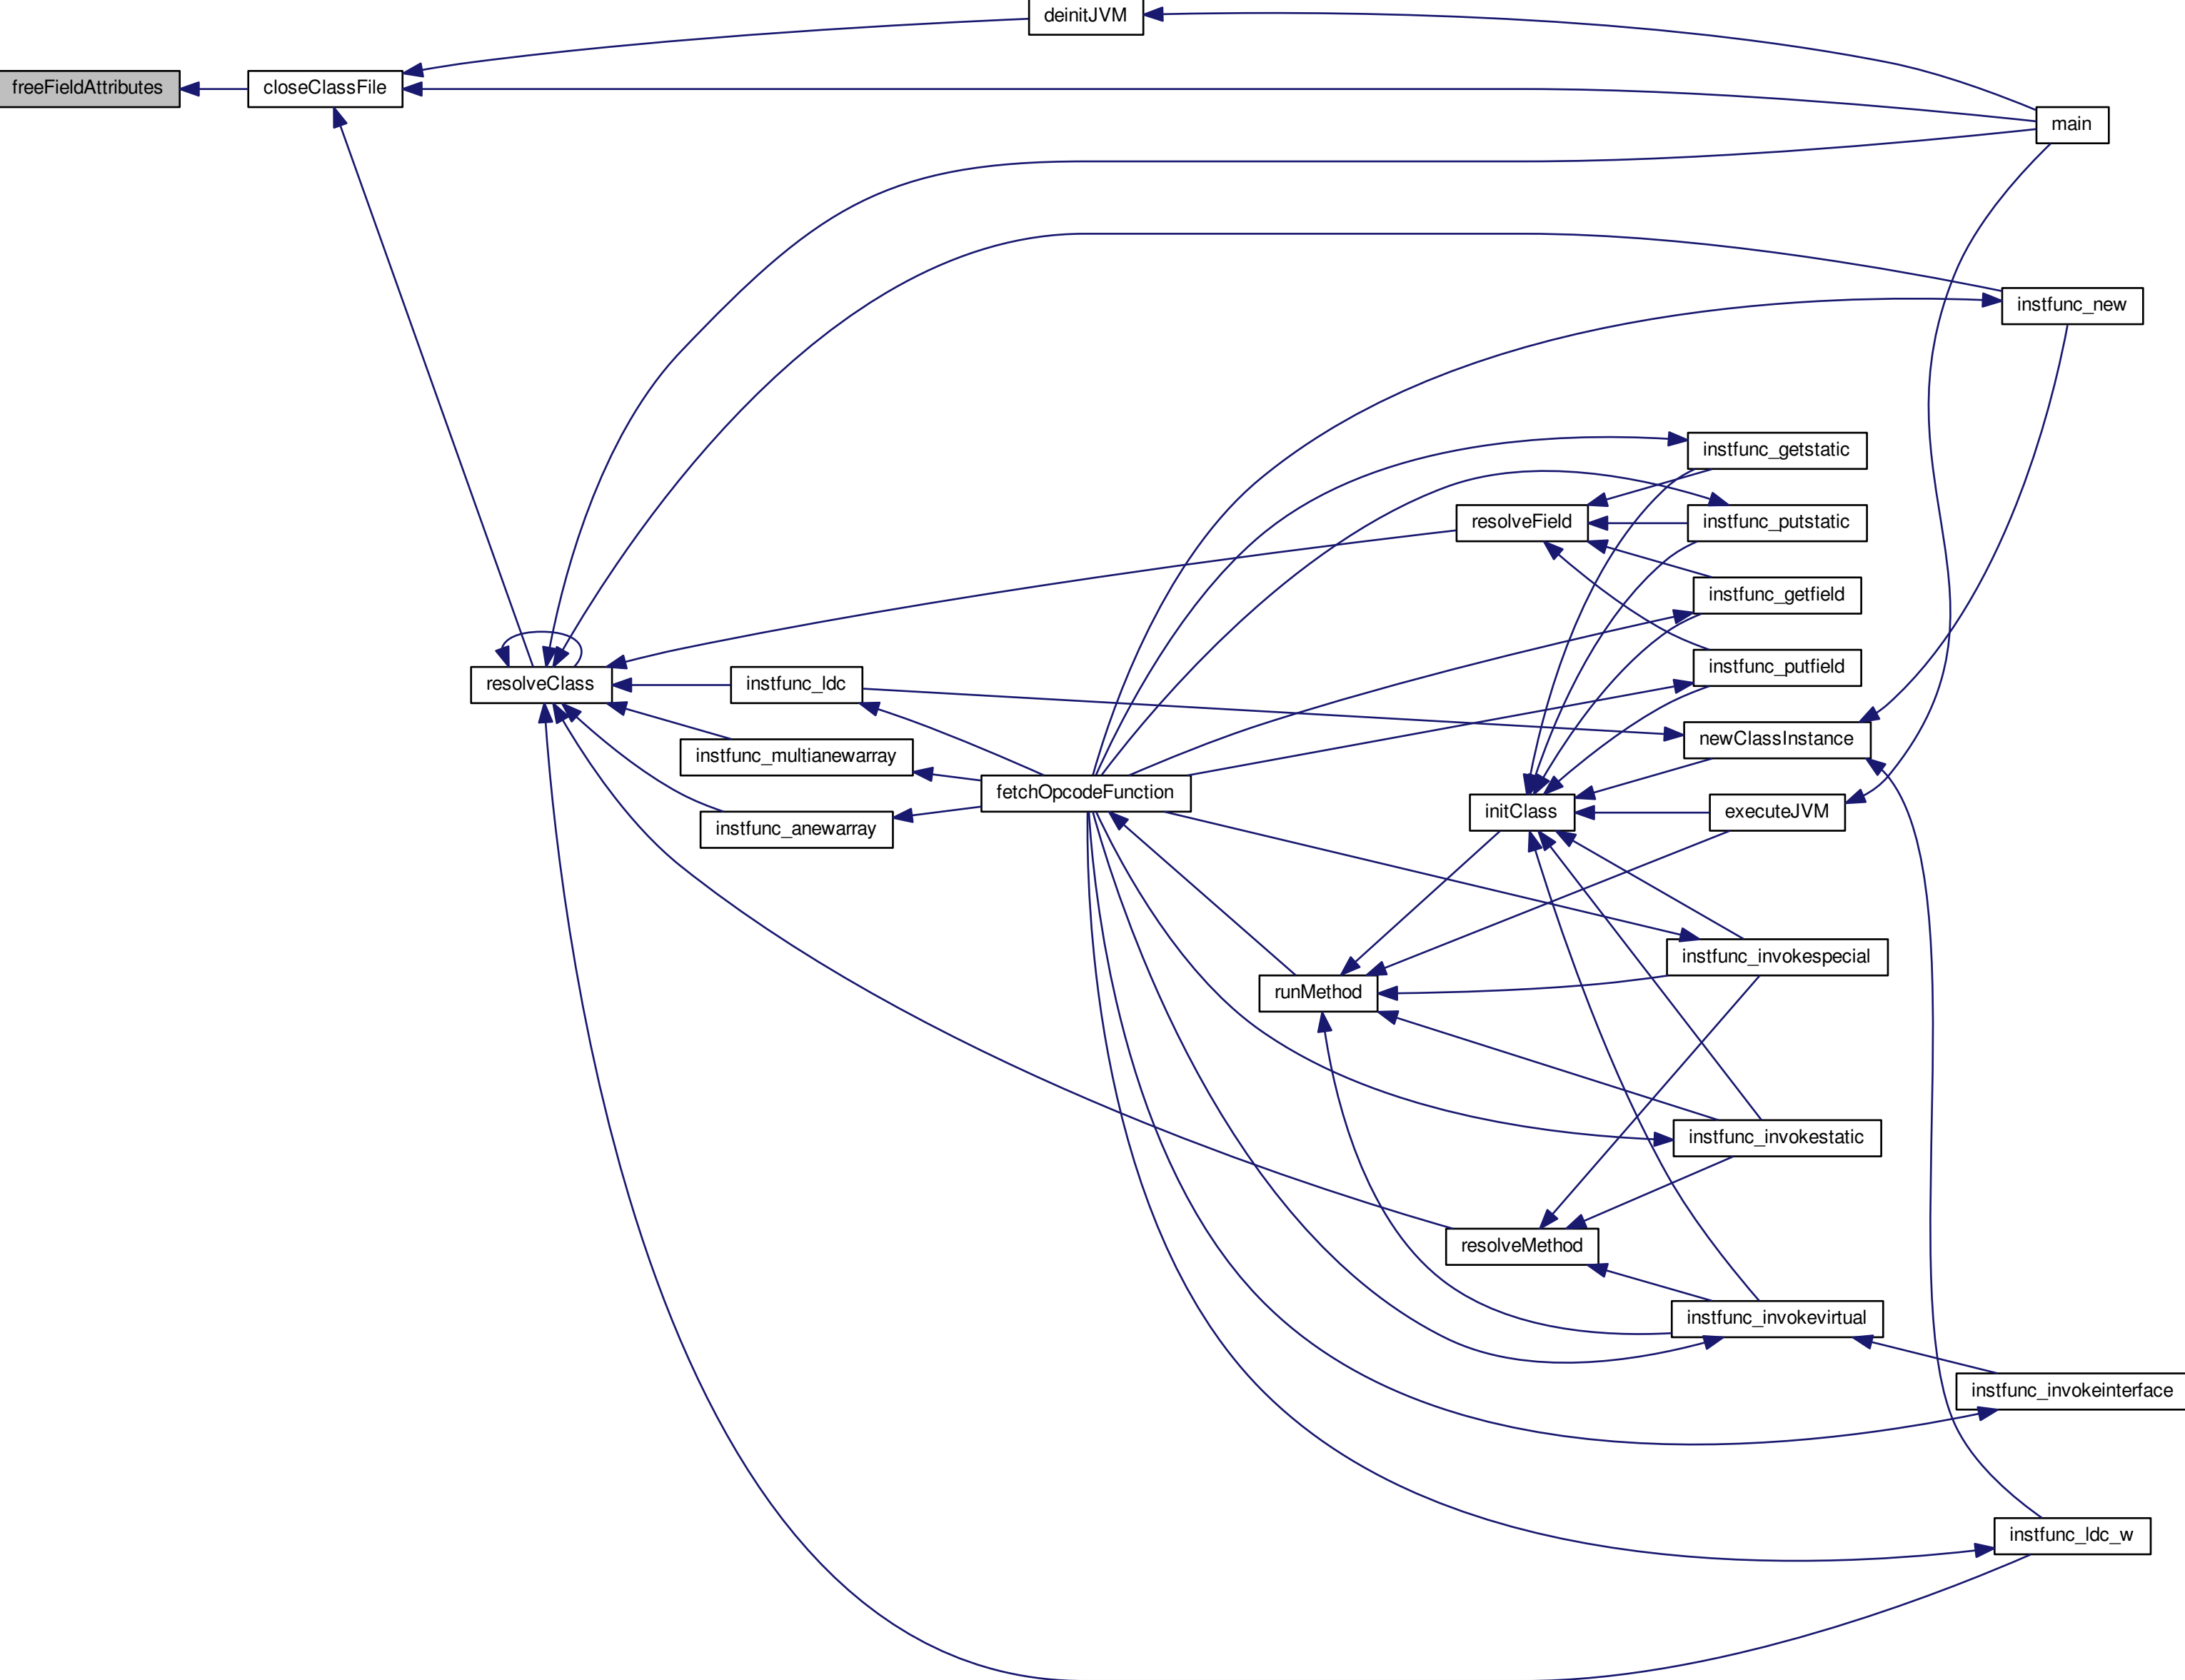 deinitJVM
freeFieldAttributes
closeClassFile
main
instfunc_new
instfunc_getstatic
resolveField
instfunc_putstatic
instfunc_getfield
instfunc_putfield
resolveClass
instfunc_ldc
newClassInstance
instfunc_multianewarray
fetchOpcodeFunction
initClass
executeJVM
instfunc_anewarray
instfunc_invokespecial
runMethod
instfunc_invokestatic
resolveMethod
instfunc_invokevirtual
instfunc_invokeinterface
instfunc_ldc_w